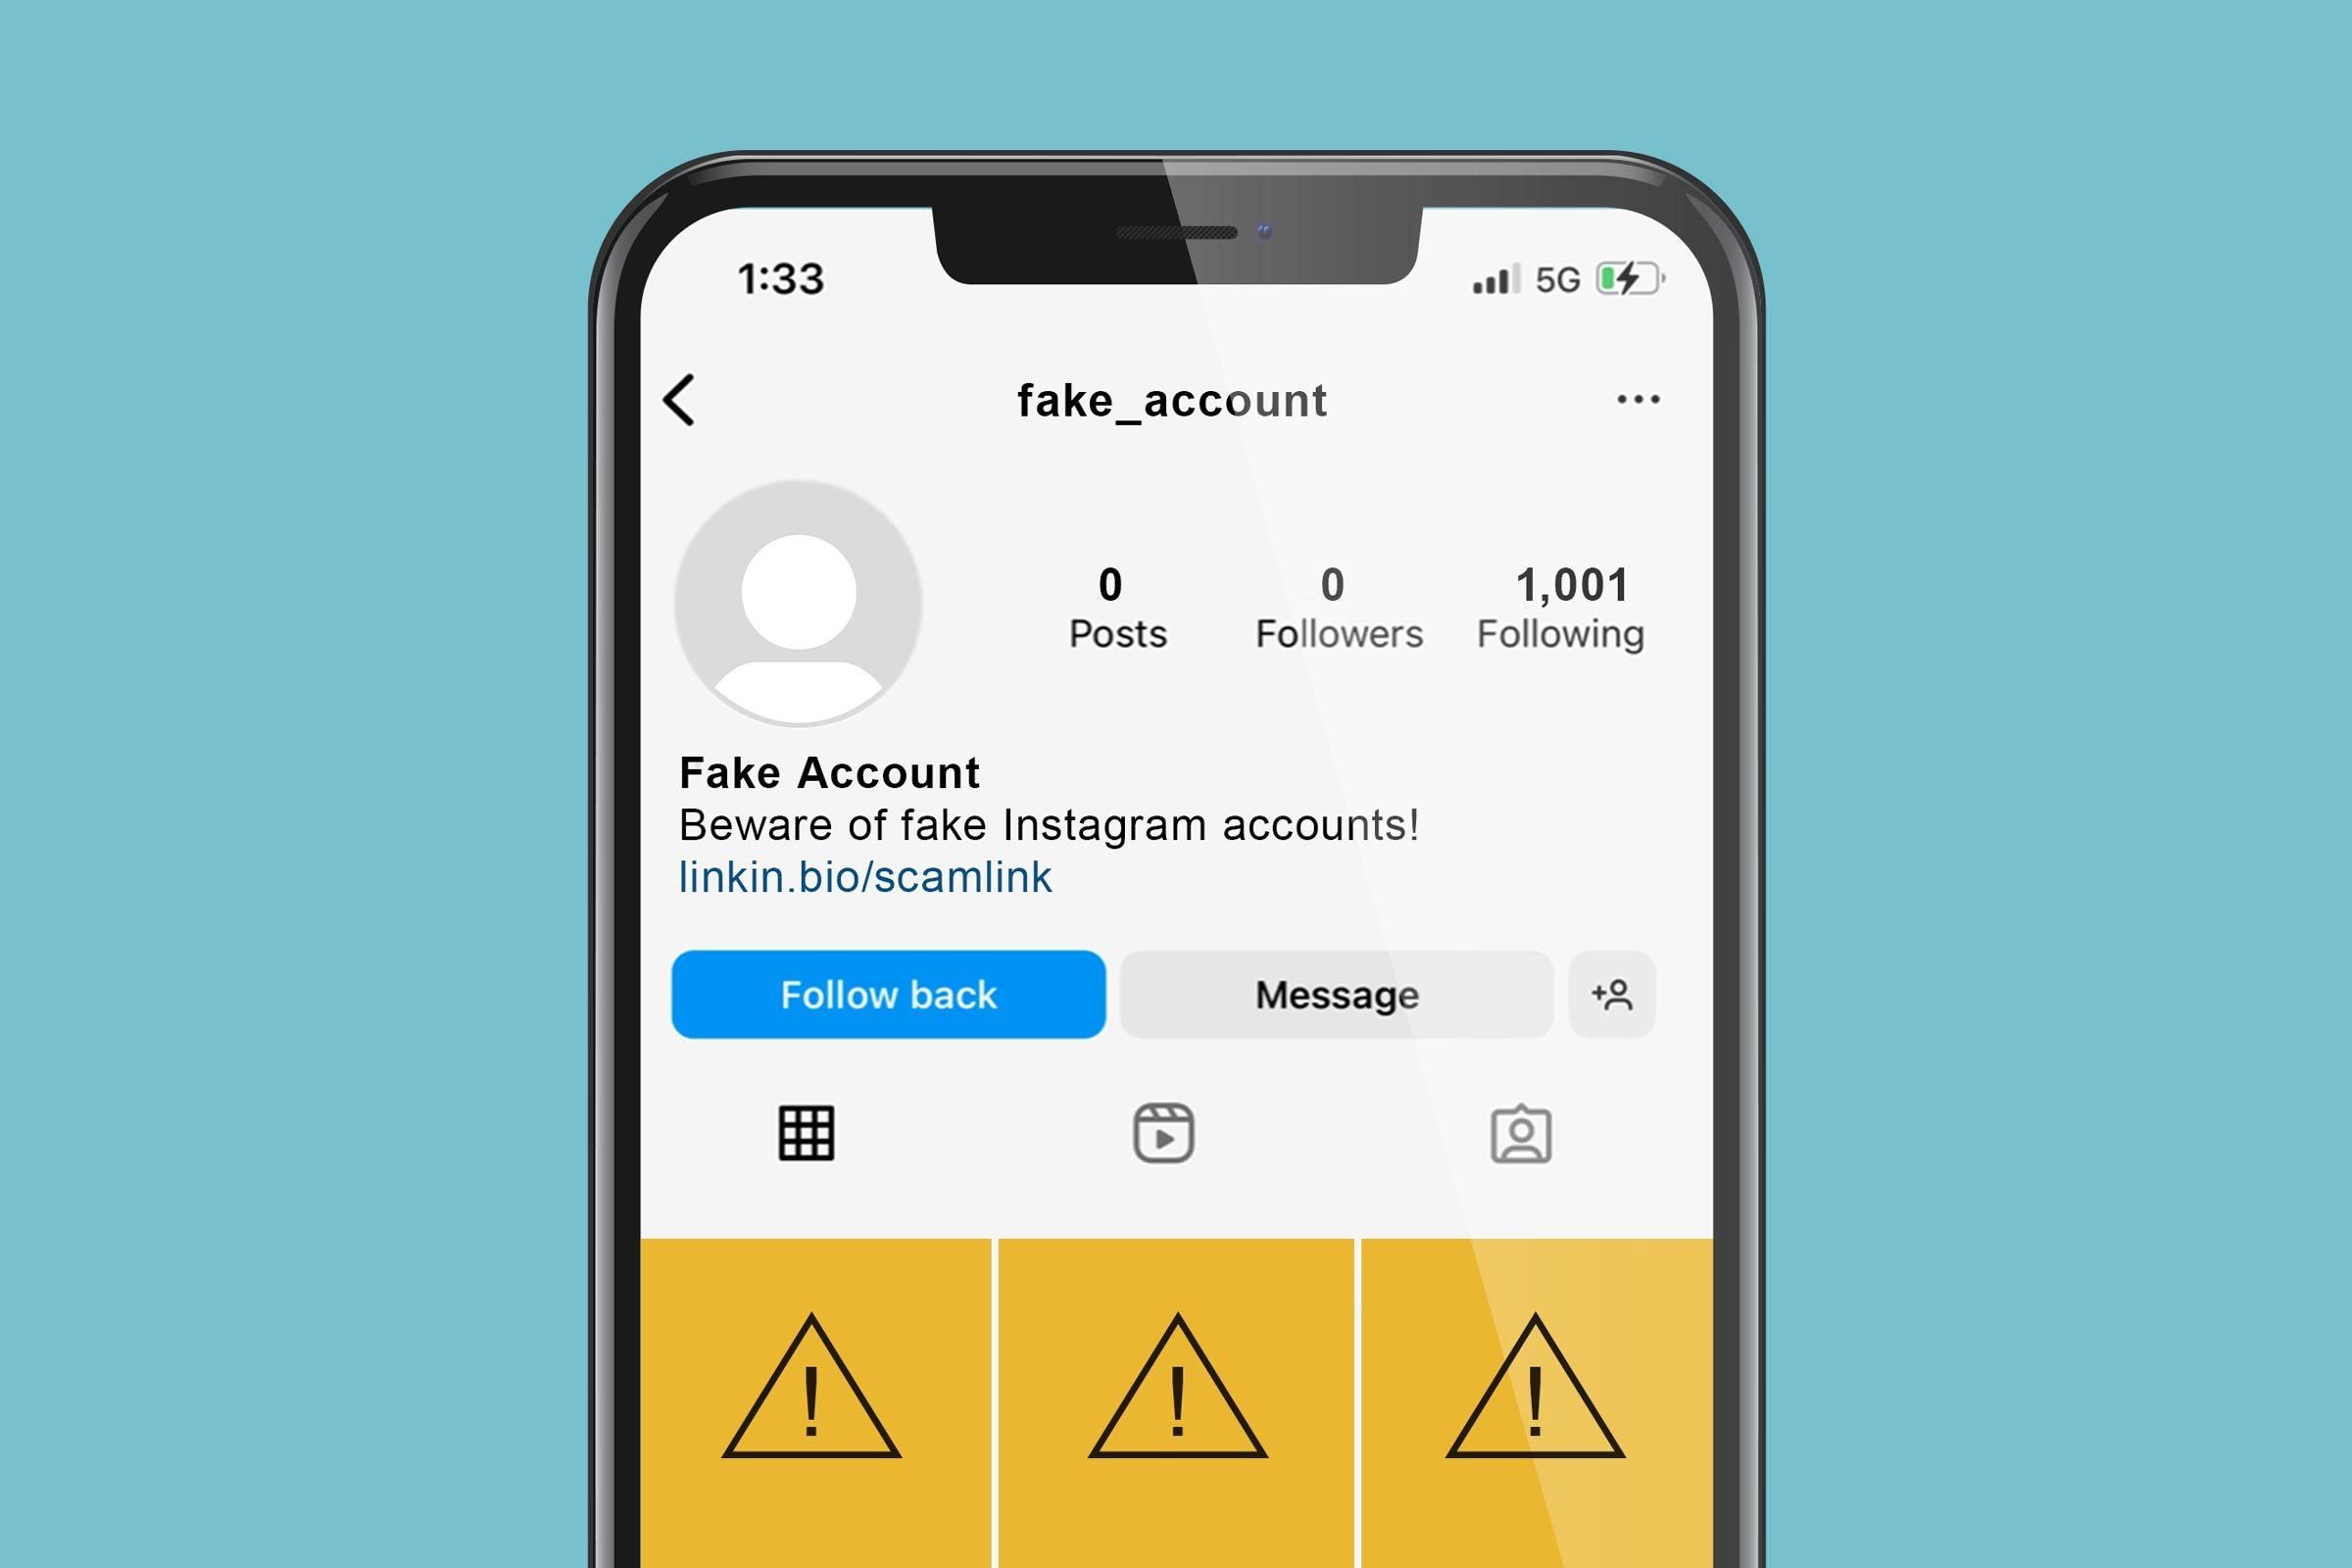 1:33 5G
fake_account
0 0 1,001
Posts Followers Following
Fake Account
Beware of fake Instagram accounts!
linkin.bio/scamlink
Follow back Message
! ! !